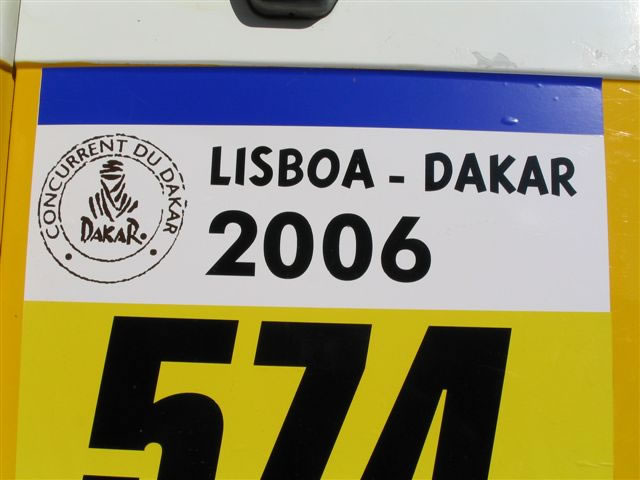 CONCURRENT DU DAKAR
DAKAR
LISBOA - DAKAR
2006
574